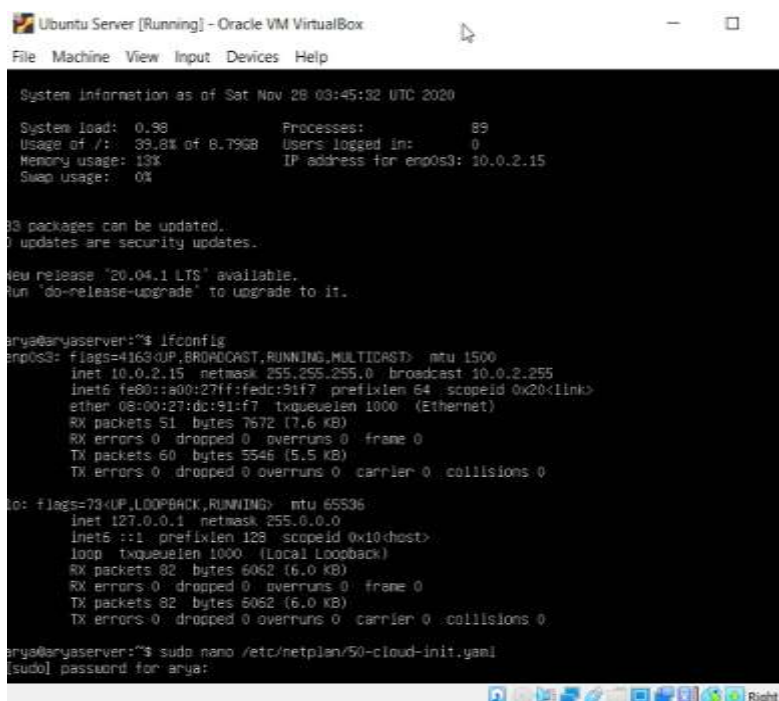 Ubuntu Server [Running] - Oracle VM VirtualBox
File Machine View Input Devices Help
System information as of Sat Nov 28 03:45:32 UTC 2020
System load: 0.98 Processes: 89
Usage of /: 39.8% of 8.79GB Users logged in: 0
Memory usage: 13% IP address for enp0s3: 10.0.2.15
Swap usage: 0%
packages can be updated.
updates are security updates.
New release '20.04.1 LTS' available.
Run 'do-release-upgrade' to upgrade to it.
arya@aryaserver:~$ ifconfig
enp0s3: flags=4163<UP,BROADCAST,RUNNING,MULTICAST> mtu 1500
inet 10.0.2.15 netmask 255.255.255.0 broadcast 10.0.2.255
inet6 fe80::a00:27ff:fedc:91f7 prefixlen 64 scopeid 0x20<link>
ether 08:00:27:dc:91:f7 txqueuelen 1000 (Ethernet)
RX packets 51 bytes 7672 (7.6 KB)
RX errors 0 dropped 0 overruns 0 frame 0
TX packets 60 bytes 5546 (5.5 KB)
TX errors 0 dropped 0 overruns 0 carrier 0 collisions 0
lo: flags=73<UP,LOOPBACK,RUNNING> mtu 65536
inet 127.0.0.1 netmask 255.0.0.0
inet6 ::1 prefixlen 128 scopeid 0x10<host>
loop txqueuelen 1000 (Local Loopback)
RX packets 82 bytes 6062 (6.0 KB)
RX errors 0 dropped 0 overruns 0 frame 0
TX packets 82 bytes 6062 (6.0 KB)
TX errors 0 dropped 0 overruns 0 carrier 0 collisions 0
arya@aryaserver:~$ sudo nano /etc/netplan/50-cloud-init.yaml
[sudo] password for arya:
Right